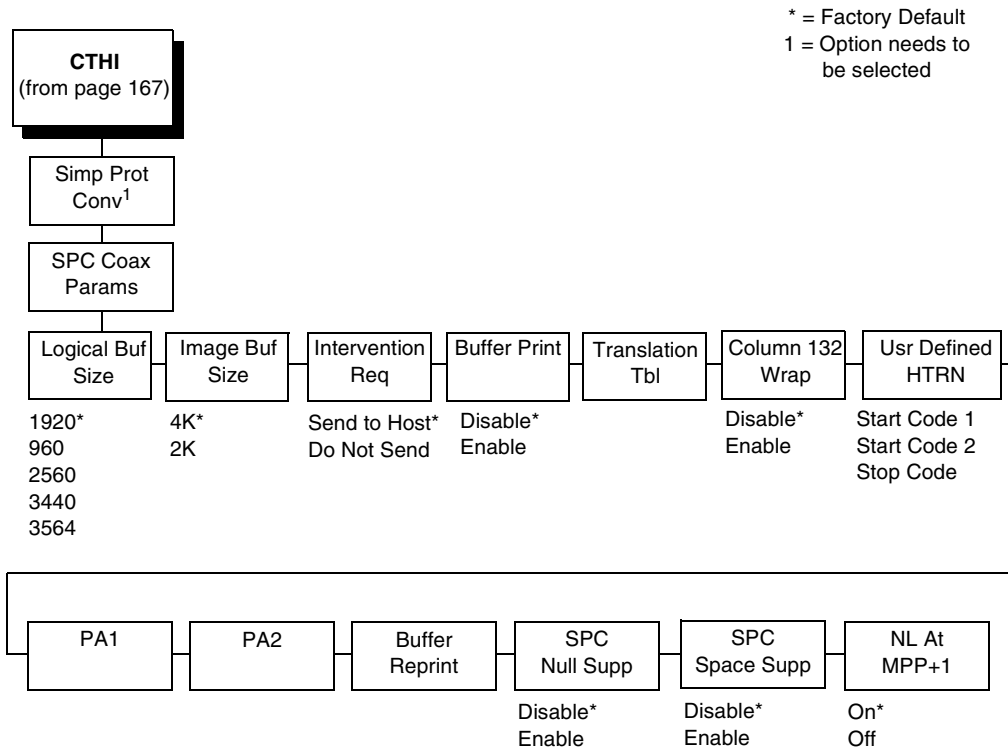 * = Factory Default
1 = Option needs to
be selected
CTHI
(from page 167)
Simp Prot
Conv1
SPC Coax
Params
Logical Buf
Size
1920*
960
2560
3440
3564
Image Buf
Size
4K*
2K
Intervention
Req
Send to Host*
Do Not Send
Buffer Print
Disable*
Enable
Translation
Tbl
Column 132
Wrap
Disable*
Enable
Usr Defined
HTRN
Start Code 1
Start Code 2
Stop Code
PA1
PA2
Buffer
Reprint
SPC
Null Supp
Disable*
Enable
SPC
Space Supp
Disable*
Enable
NL At
MPP+1
On*
Off